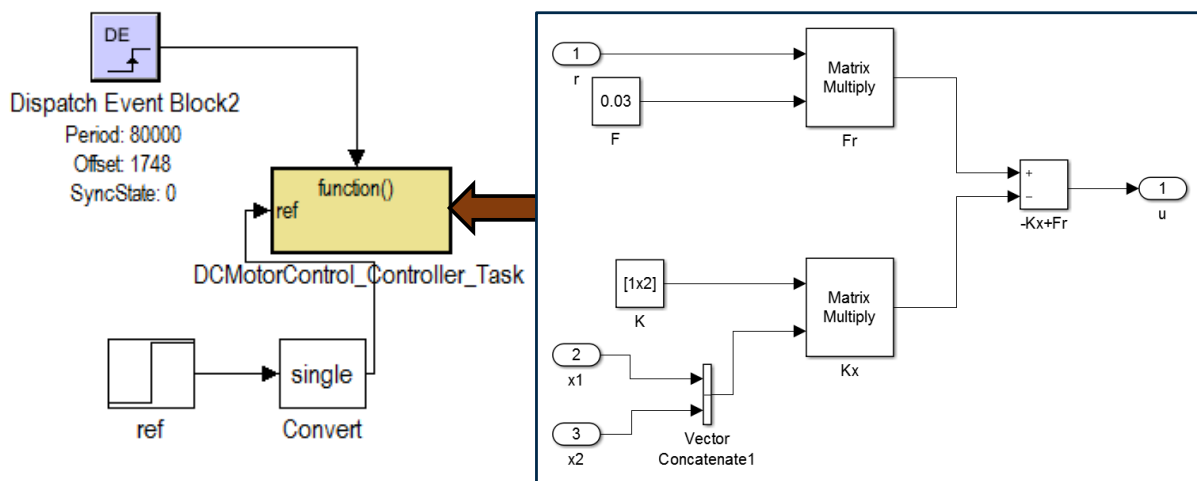 DE
Dispatch Event Block2
Period: 80000
Offset: 1748
SyncState: 0
function()
ref
DCMotorControl_Controller_Task
single
ref
Convert
1
r
0.03
F
Matrix
Multiply
Fr
+
−
-Kx+Fr
1
u
[1x2]
K
Matrix
Multiply
Kx
2
x1
3
x2
Vector
Concatenate1